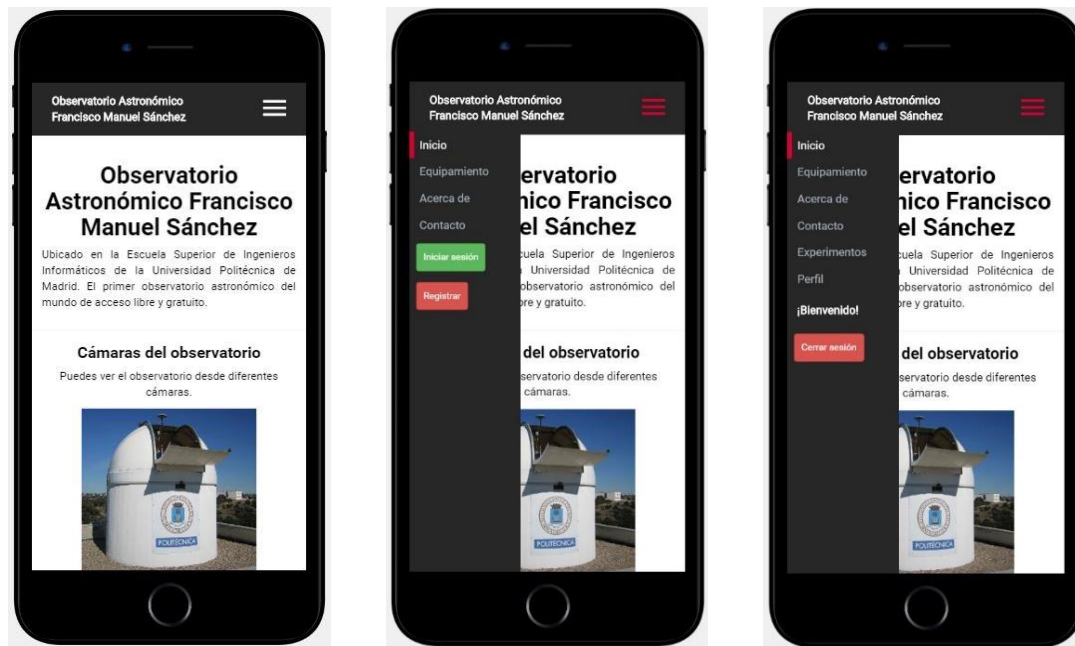 Observatorio Astronómico
Francisco Manuel Sánchez
Observatorio
Astronómico Francisco
Manuel Sánchez
Ubicado en la Escuela Superior de Ingenieros
Informáticos de la Universidad Politécnica de
Madrid. El primer observatorio astronómico del
mundo de acceso libre y gratuito.
Cámaras del observatorio
Puedes ver el observatorio desde diferentes
cámaras.
POLITÉCNICA
Observatorio Astronómico
Francisco Manuel Sánchez
Inicio
Equipamiento
Acerca de
Contacto
Iniciar sesión
Registrar
ervatorio
nico Francisco
el Sánchez
cuela Superior de Ingenieros
Universidad Politécnica de
observatorio astronómico del
bre y gratuito.
del observatorio
servatorio desde diferentes
cámaras.
POLITÉCNICA
Observatorio Astronómico
Francisco Manuel Sánchez
Inicio
Equipamiento
Acerca de
Contacto
Experimentos
Perfil
¡Bienvenido!
Cerrar sesión
ervatorio
nico Francisco
el Sánchez
cuela Superior de Ingenieros
Universidad Politécnica de
observatorio astronómico del
bre y gratuito.
del observatorio
servatorio desde diferentes
cámaras.
POLITÉCNICA